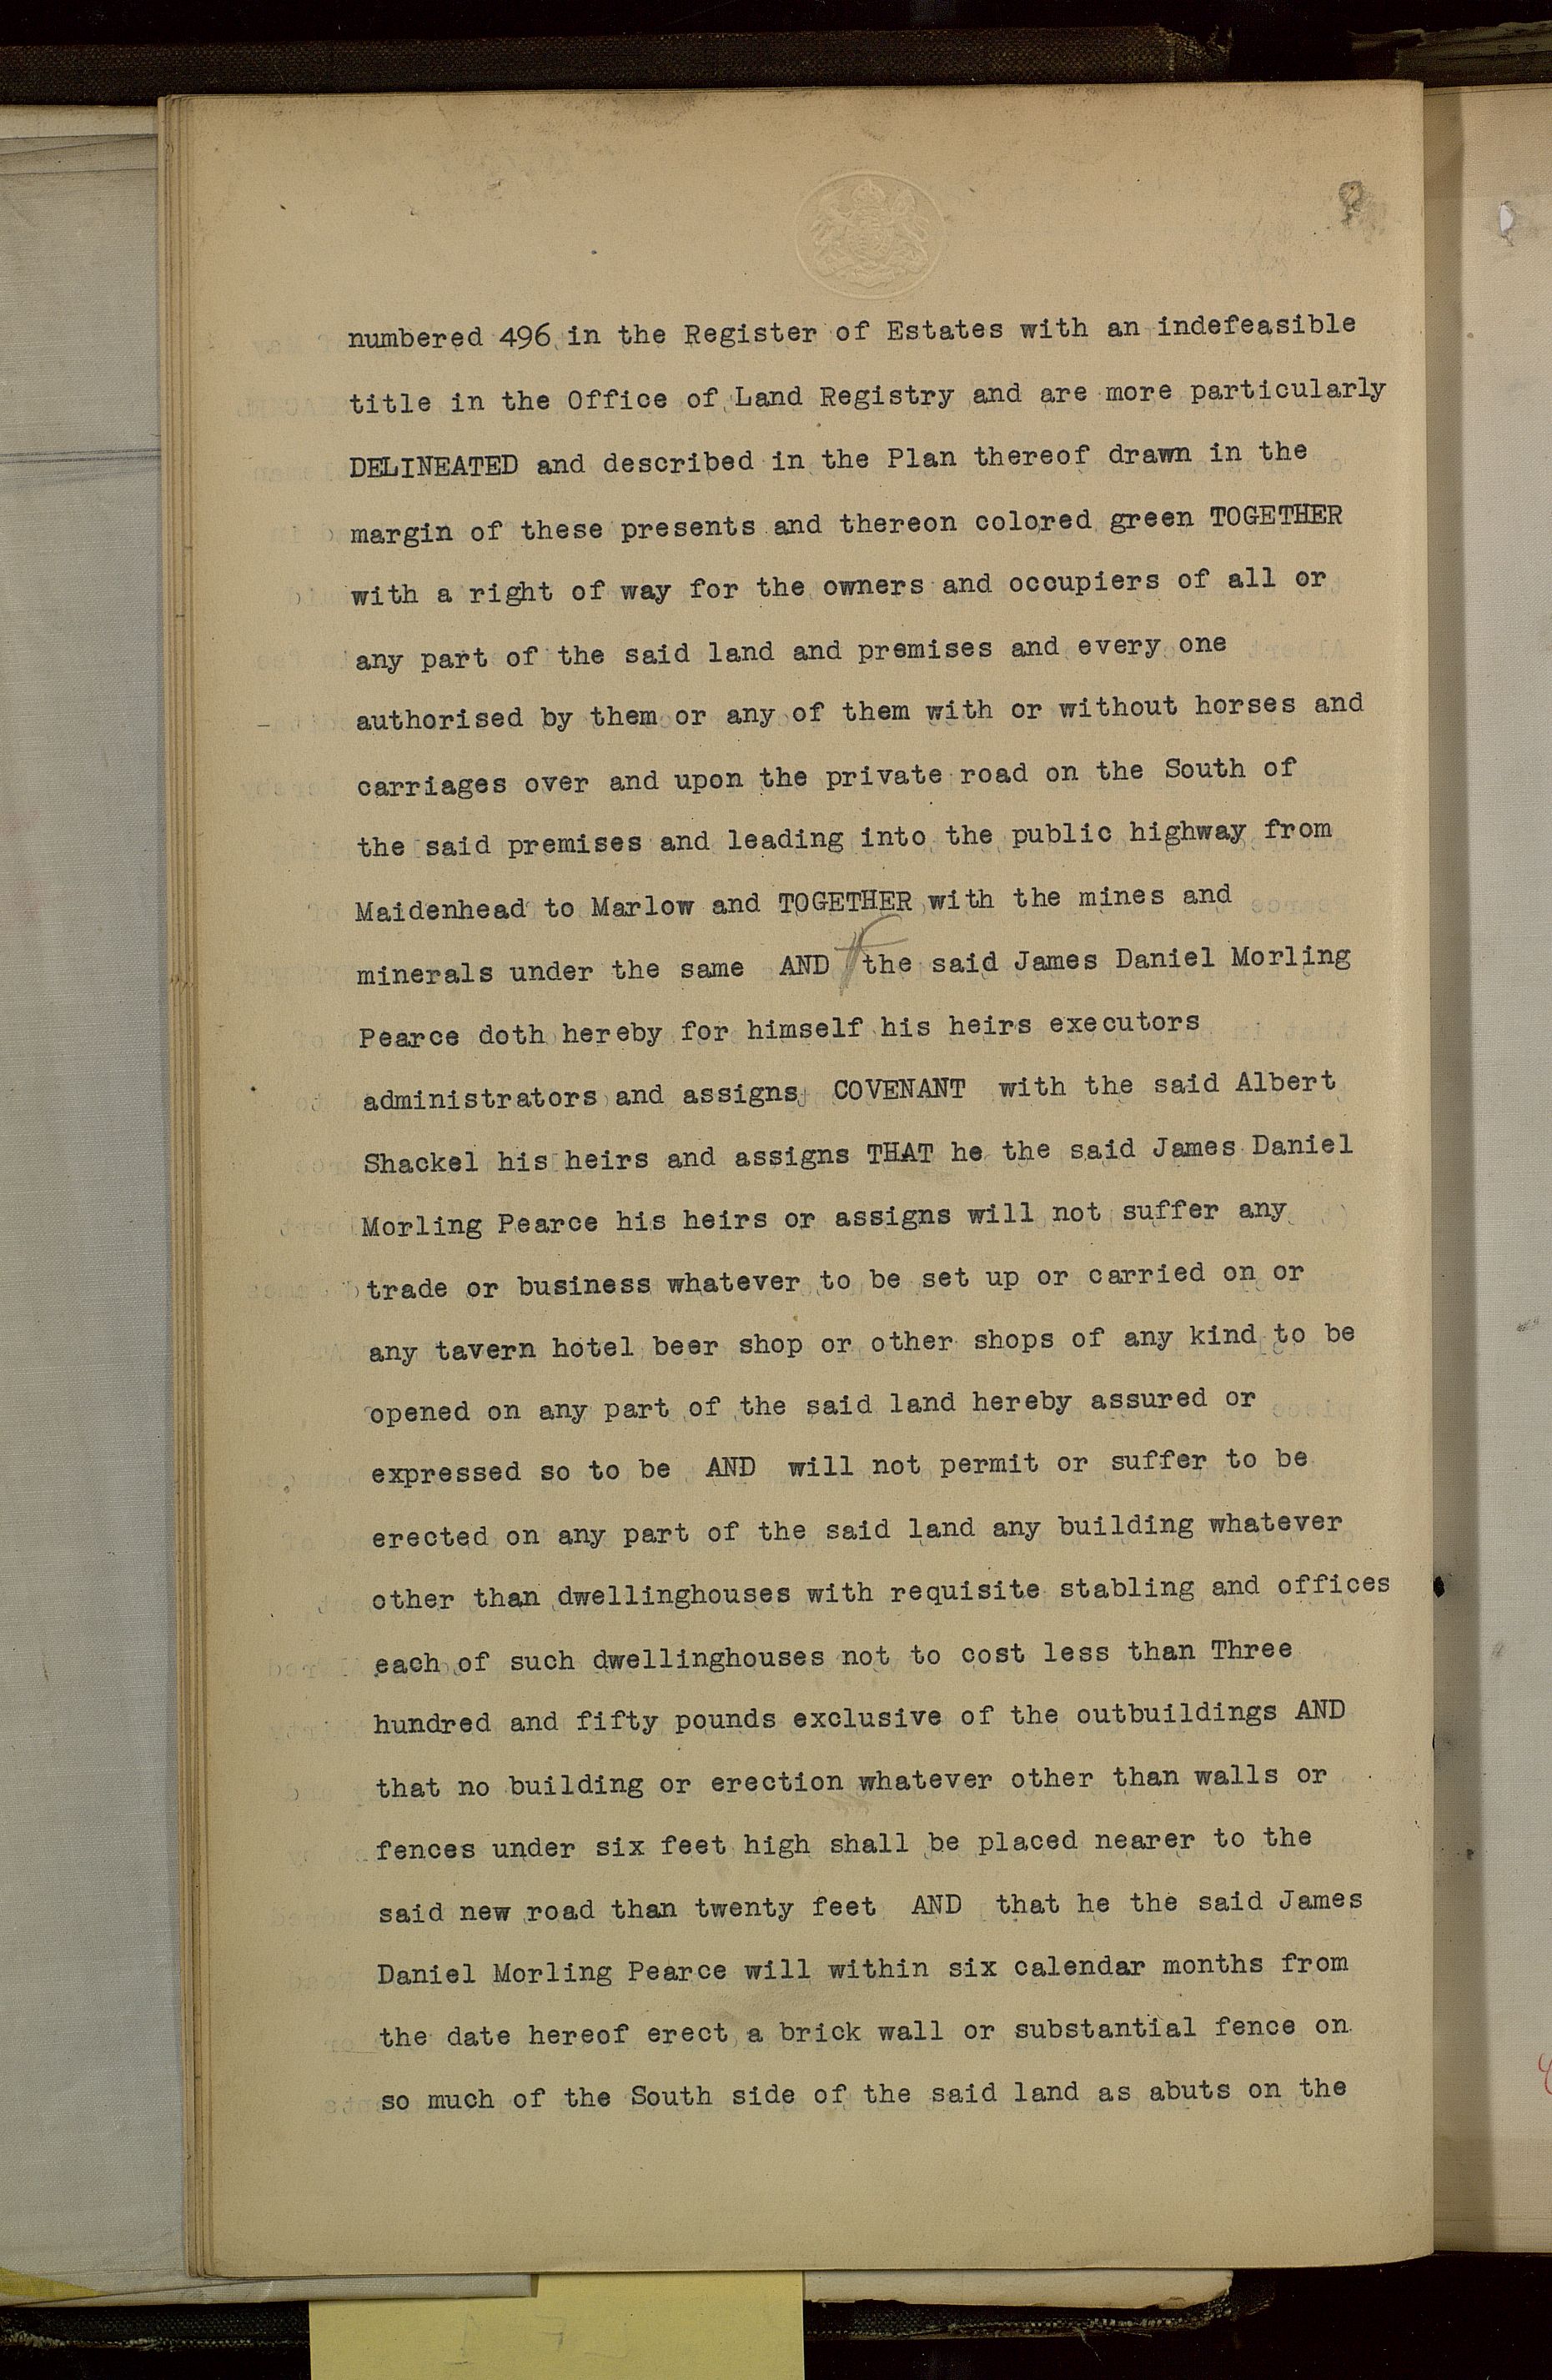 numbered 496 in the Register of Estates with an indefeasible
title in the Office of Land Registry and are more particularly
DELINEATED and described in the Plan thereof drawn in the
margin of these presents and thereon colored green TOGETHER
with a right of way for the owners and occupiers of all or
any part of the said land and premises and every one
authorised by them or any of them with or without horses and
carriages over and upon the private road on the South of
the said premises and leading into the public highway from
Maidenhead to Marlow and TOGETHER with the mines and
minerals under the same AND the said James Daniel Morling
Pearce doth hereby for himself his heirs executors
administrators and assigns COVENANT with the said Albert
Shackel his heirs and assigns THAT he the said James Daniel
Morling Pearce his heirs or assigns will not suffer any
trade or business whatever to be set up or carried on or
any tavern hotel beer shop or other shops of any kind to be
opened on any part of the said land hereby assured or
expressed so to be AND will not permit or suffer to be
erected on any part of the said land any building whatever
other than dwellinghouses with requisite stabling and offices
each of such dwellinghouses not to cost less than Three
hundred and fifty pounds exclusive of the outbuildings AND
that no building or erection whatever other than walls or
fences under six feet high shall be placed nearer to the
said new road than twenty feet AND that he the said James
Daniel Morling Pearce will within six calendar months from
the date hereof erect a brick wall or substantial fence on
so much of the South side of the said land as abuts on the